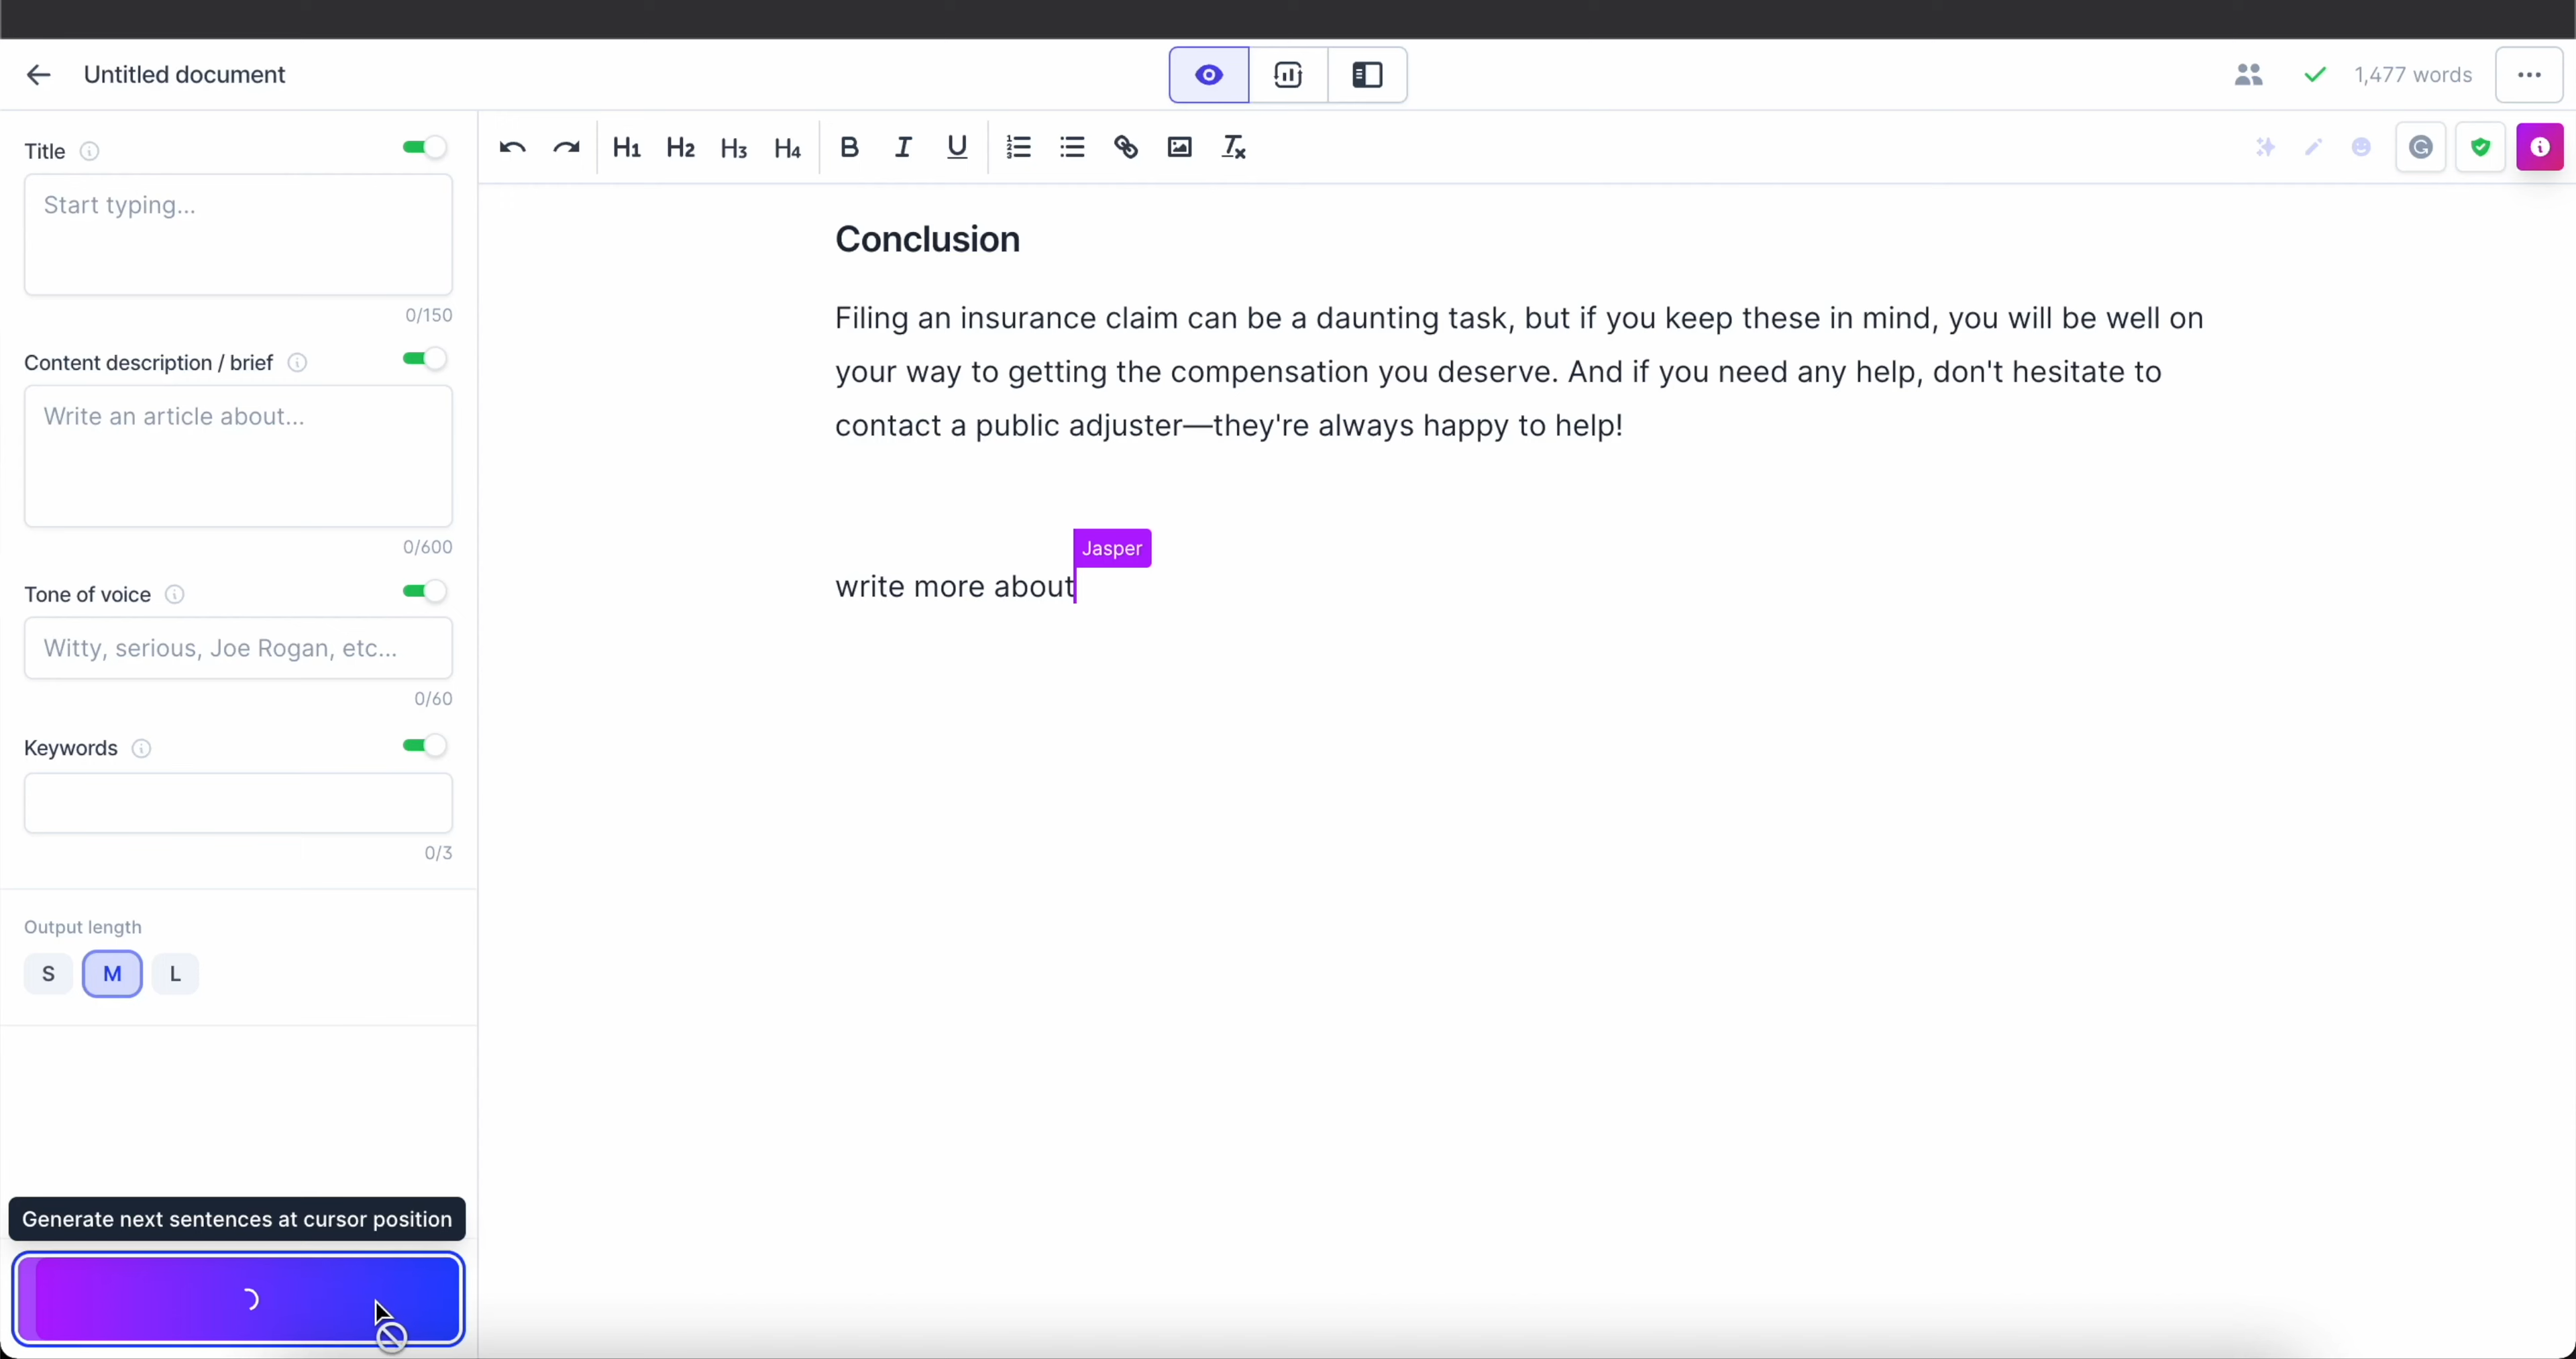 Untitled document
1,477 words
Title
Start typing...
0/150
Content description / brief
Write an article about...
0/600
Tone of voice
Witty, serious, Joe Rogan, etc...
0/60
Keywords
0/3
Output length
S M L
Generate next sentences at cursor position
H1 H2 H3 H4 B I U
Conclusion
Filing an insurance claim can be a daunting task, but if you keep these in mind, you will be well on
your way to getting the compensation you deserve. And if you need any help, don't hesitate to
contact a public adjuster—they're always happy to help!
Jasper
write more about